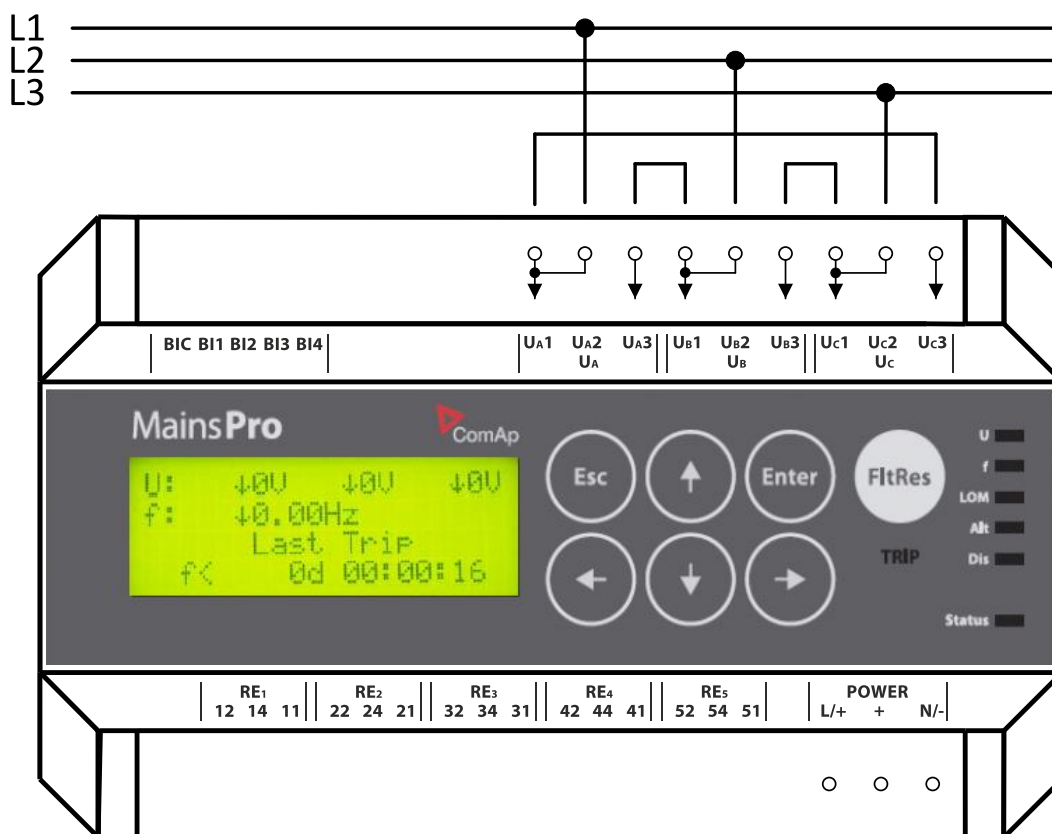 L1
L2
L3
BIC BI1 BI2 BI3 BI4
UA1 UA2 UA3 UB1 UB2 UB3 UC1 UC2 UC3
UA UB UC
MainsPro
ComAp
U: ↓0V ↓0V ↓0V
f: ↓0.00Hz
Last Trip
f< 0d 00:00:16
Esc ↑ Enter FltRes
← ↓ →
TRIP
U
f
LOM
Alt
Dis
Status
RE1 RE2 RE3 RE4 RE5 POWER
12 14 11 22 24 21 32 34 31 42 44 41 52 54 51 L/+ + N/-